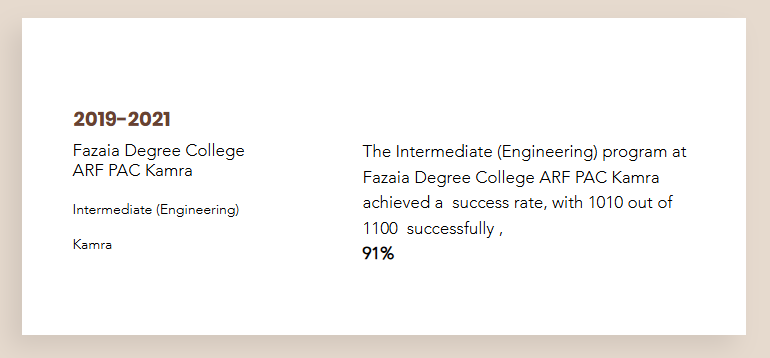 2019-2021
Fazaia Degree College
ARF PAC Kamra
Intermediate (Engineering)
Kamra
The Intermediate (Engineering) program at
Fazaia Degree College ARF PAC Kamra
achieved a  success rate, with 1010 out of
1100  successfully ,
91%